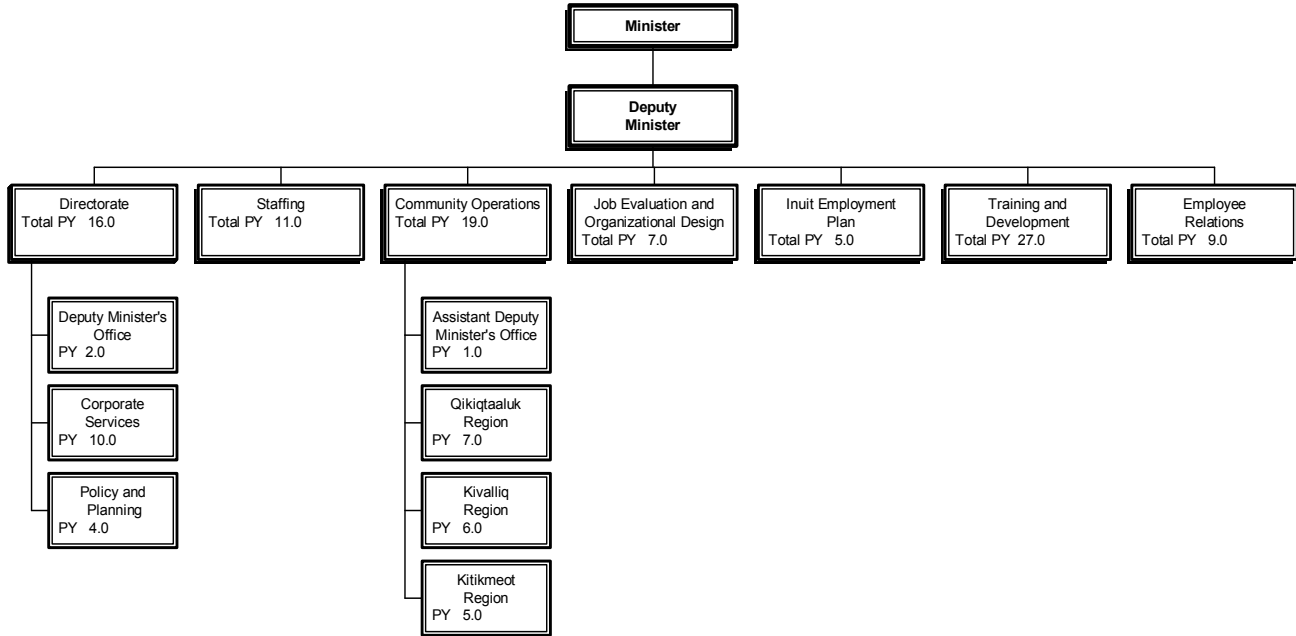 Minister
Deputy
Minister
Directorate
Total PY 16.0
Staffing
Total PY 11.0
Community Operations
Total PY 19.0
Job Evaluation and
Organizational Design
Total PY 7.0
Inuit Employment
Plan
Total PY 5.0
Training and
Development
Total PY 27.0
Employee
Relations
Total PY 9.0
Deputy Minister's
Office
PY 2.0
Corporate
Services
PY 10.0
Policy and
Planning
PY 4.0
Assistant Deputy
Minister's Office
PY 1.0
Qikiqtaaluk
Region
PY 7.0
Kivalliq
Region
PY 6.0
Kitikmeot
Region
PY 5.0